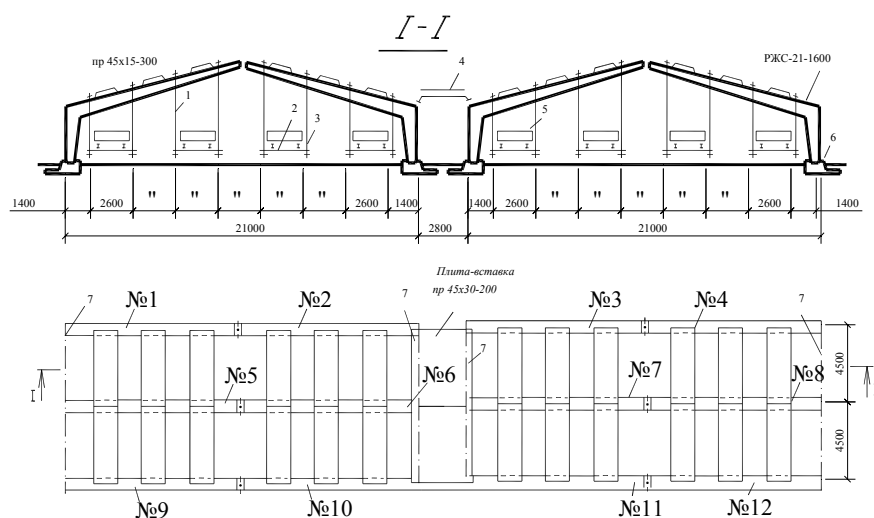 I-I
пр 45х15-300
4
РЖС-21-1600
1
2
3
5
6
1400 2600 " " " " " 2600 1400 2600 " " " " " 2600 1400
21000 2800 21000
Плита-вставка
пр 45х30-200
7 №1 №2 7 №3 №4 7
7
I №5 №6 №7 №8 4500
4500
№9 №10 №11 №12